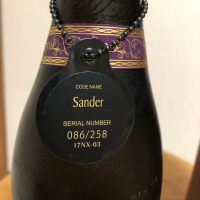 CODE NAME
Sander
SERIAL NUMBER
086/258
17NX-03